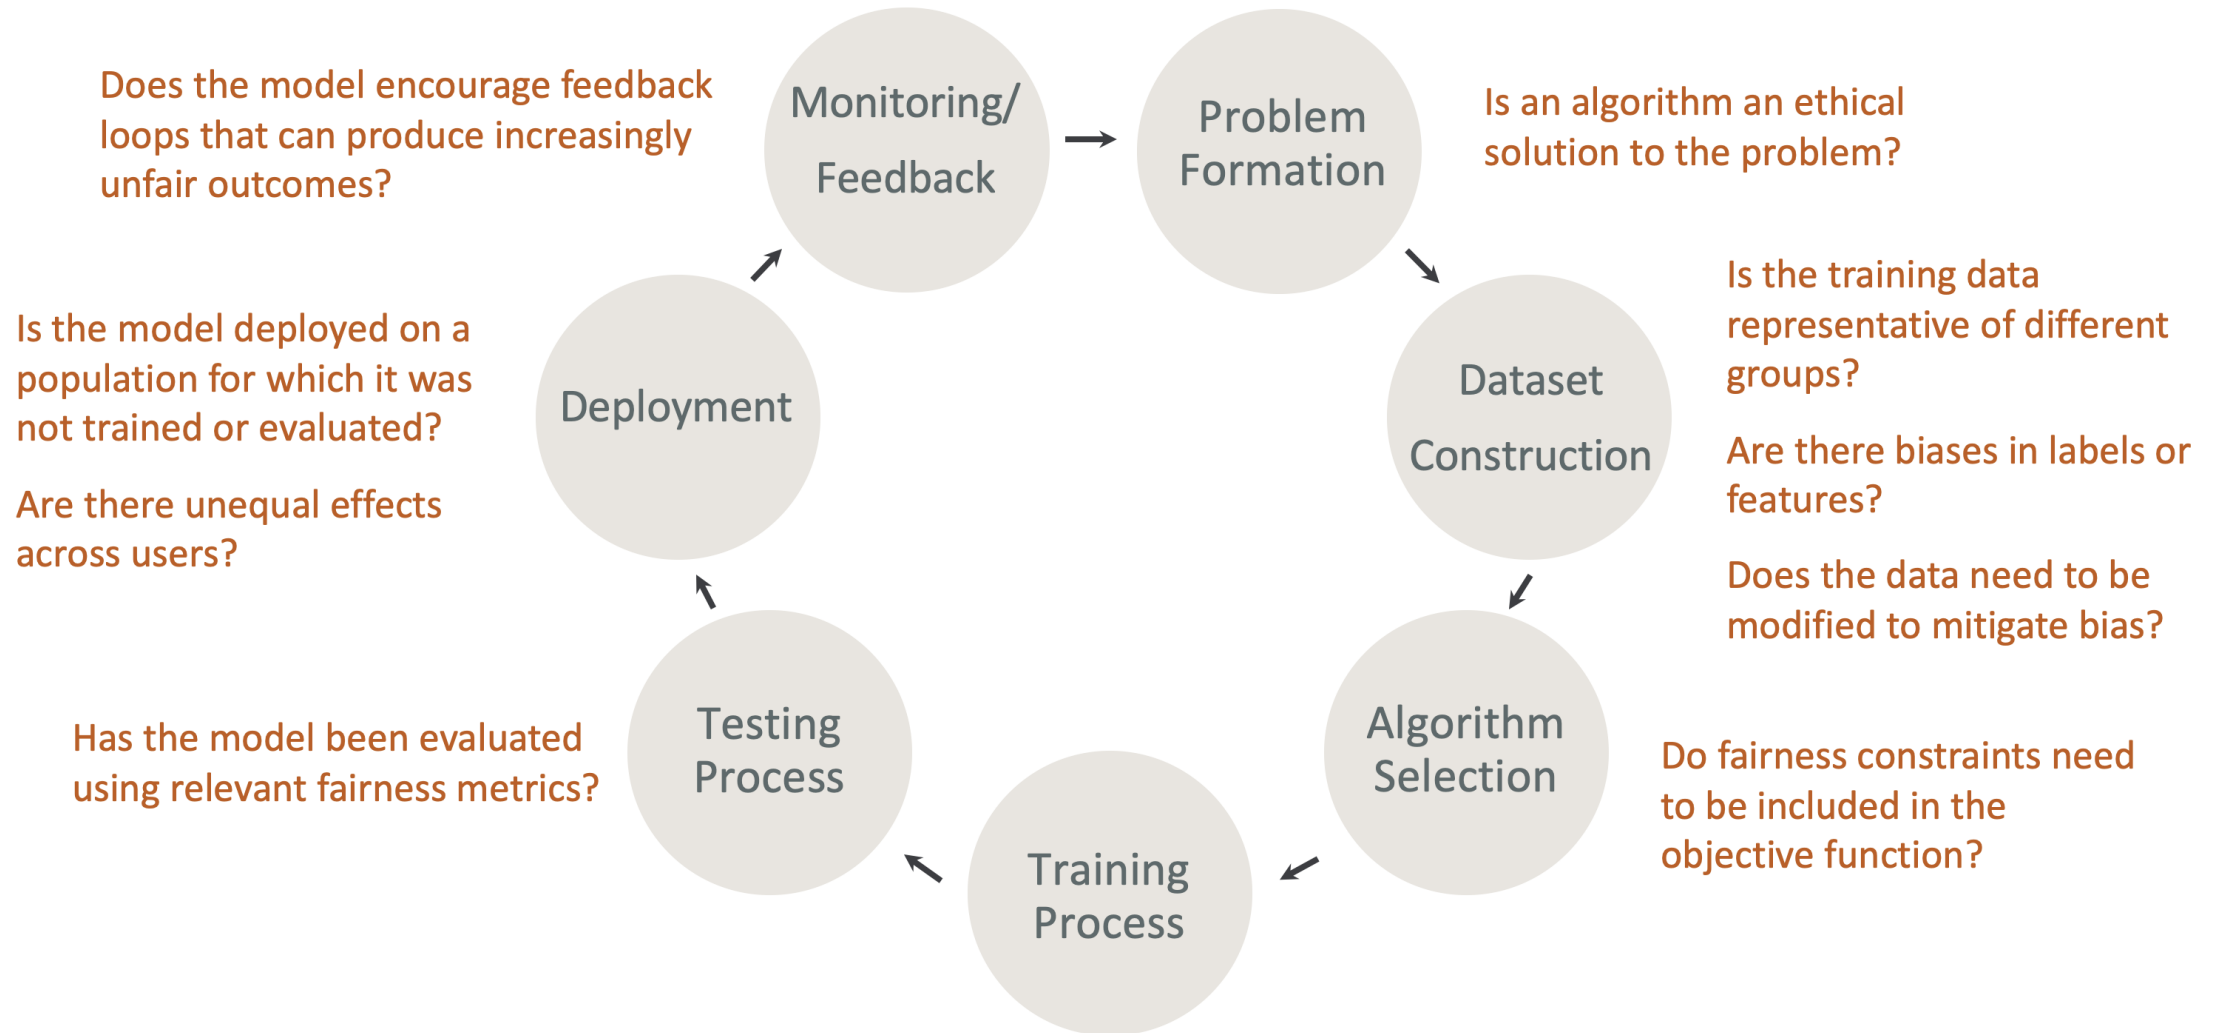 Monitoring/
Feedback
Does the model encourage feedback
loops that can produce increasingly
unfair outcomes?
Problem
Formation
Is an algorithm an ethical
solution to the problem?
Dataset
Construction
Is the training data
representative of different
groups?
Are there biases in labels or
features?
Does the data need to be
modified to mitigate bias?
Algorithm
Selection
Do fairness constraints need
to be included in the
objective function?
Training
Process
Testing
Process
Has the model been evaluated
using relevant fairness metrics?
Deployment
Is the model deployed on a
population for which it was
not trained or evaluated?
Are there unequal effects
across users?